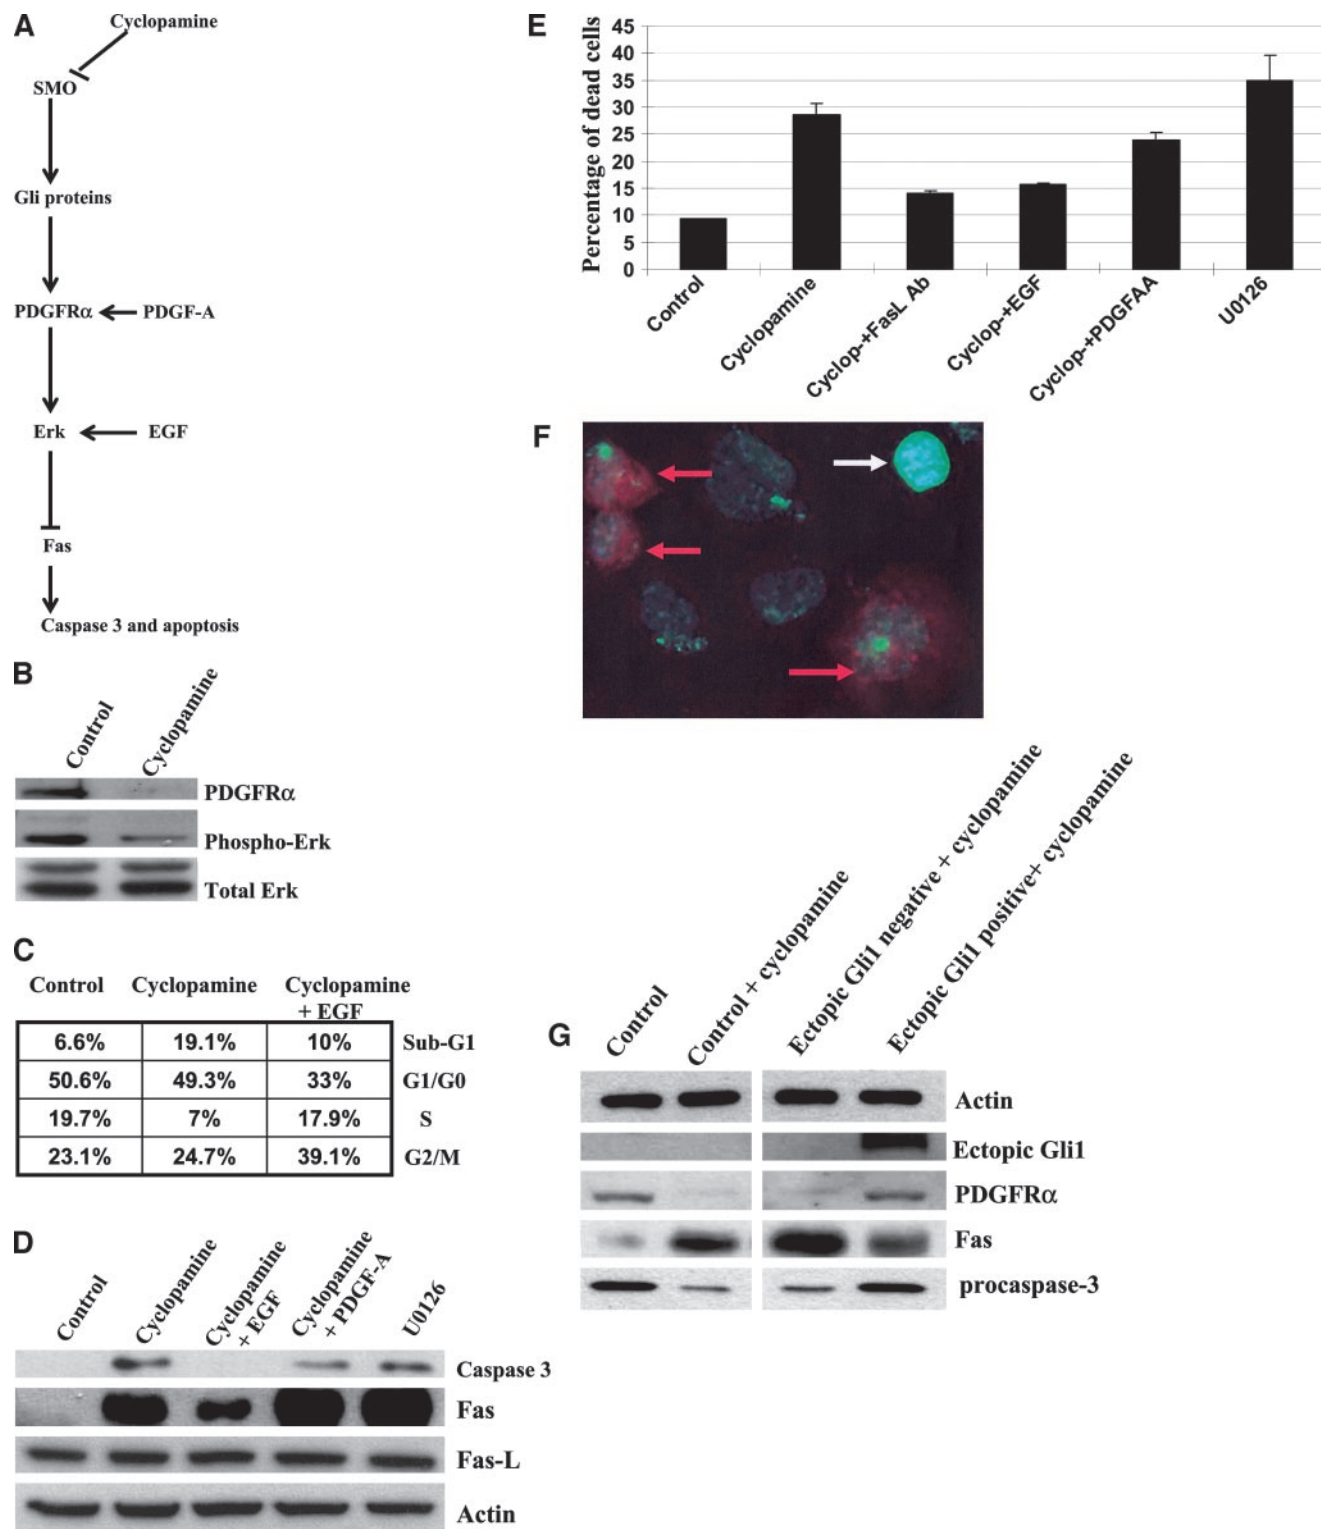 A
Cyclopamine
SMO
Gli proteins
PDGFRα
PDGF-A
Erk
EGF
Fas
Caspase 3 and apoptosis
B
Control
Cyclopamine
PDGFRα
Phospho-Erk
Total Erk
C
Control Cyclopamine Cyclopamine
+ EGF
6.6% 19.1% 10% Sub-G1
50.6% 49.3% 33% G1/G0
19.7% 7% 17.9% S
23.1% 24.7% 39.1% G2/M
D
Control
Cyclopamine
Cyclopamine
+ EGF
Cyclopamine
+ PDGF-A
U0126
Caspase 3
Fas
Fas-L
Actin
E
Percentage of dead cells
45
40
35
30
25
20
15
10
5
0
Control
Cyclopamine
Cyclop-+FasL Ab
Cyclop-+EGF
Cyclop-+PDGFAA
U0126
F
G
Control
Control + cyclopamine
Ectopic Gli1 negative + cyclopamine
Ectopic Gli1 positive+ cyclopamine
Actin
Ectopic Gli1
PDGFRα
Fas
procaspase-3